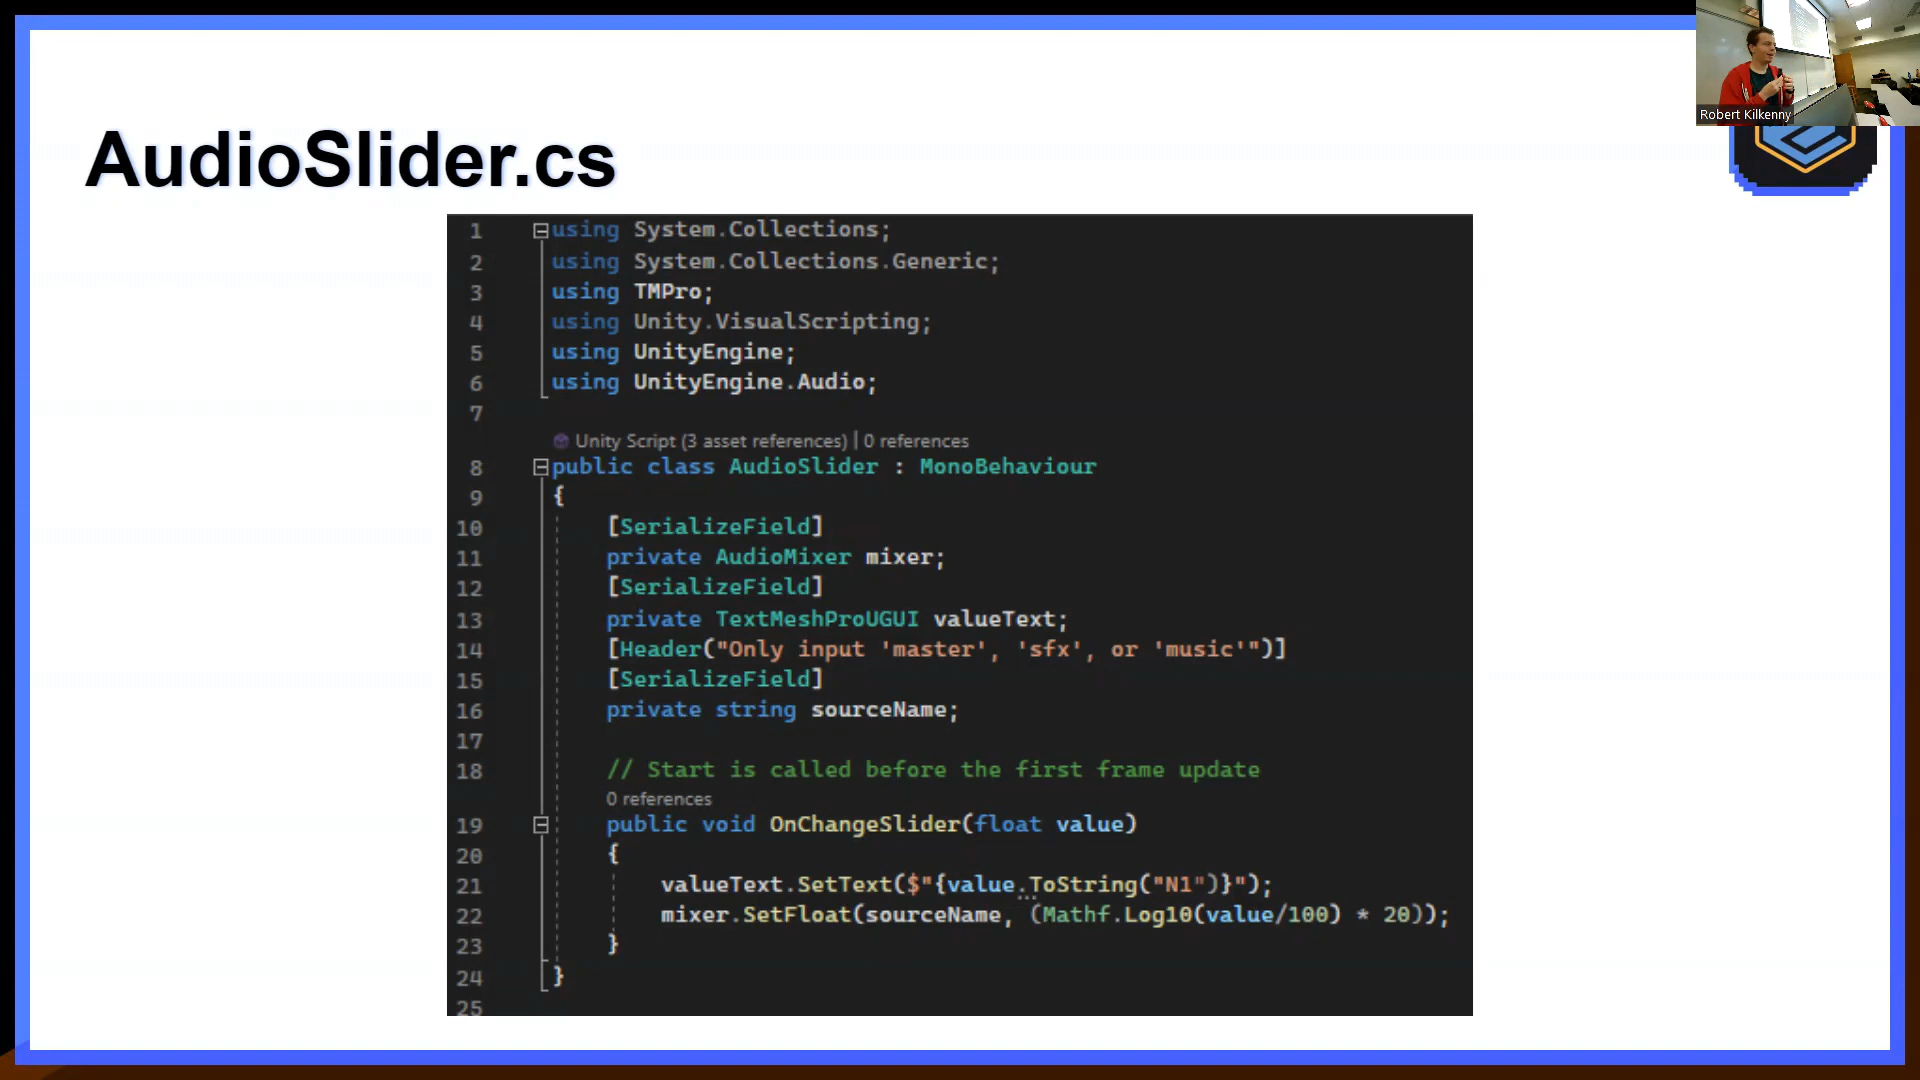 Robert Kilkenny
AudioSlider.cs
1 using System.Collections;
2 using System.Collections.Generic;
3 using TMPro;
4 using Unity.VisualScripting;
5 using UnityEngine;
6 using UnityEngine.Audio;
7
Unity Script (3 asset references) | 0 references
8 public class AudioSlider : MonoBehaviour
9 {
10 [SerializeField]
11 private AudioMixer mixer;
12 [SerializeField]
13 private TextMeshProUGUI valueText;
14 [Header("Only input 'master', 'sfx', or 'music'")]
15 [SerializeField]
16 private string sourceName;
17
18 // Start is called before the first frame update
0 references
19 public void OnChangeSlider(float value)
20 {
21 valueText.SetText($"{value.ToString("N1")}");
22 mixer.SetFloat(sourceName, (Mathf.Log10(value/100) * 20));
23 }
24 }
25